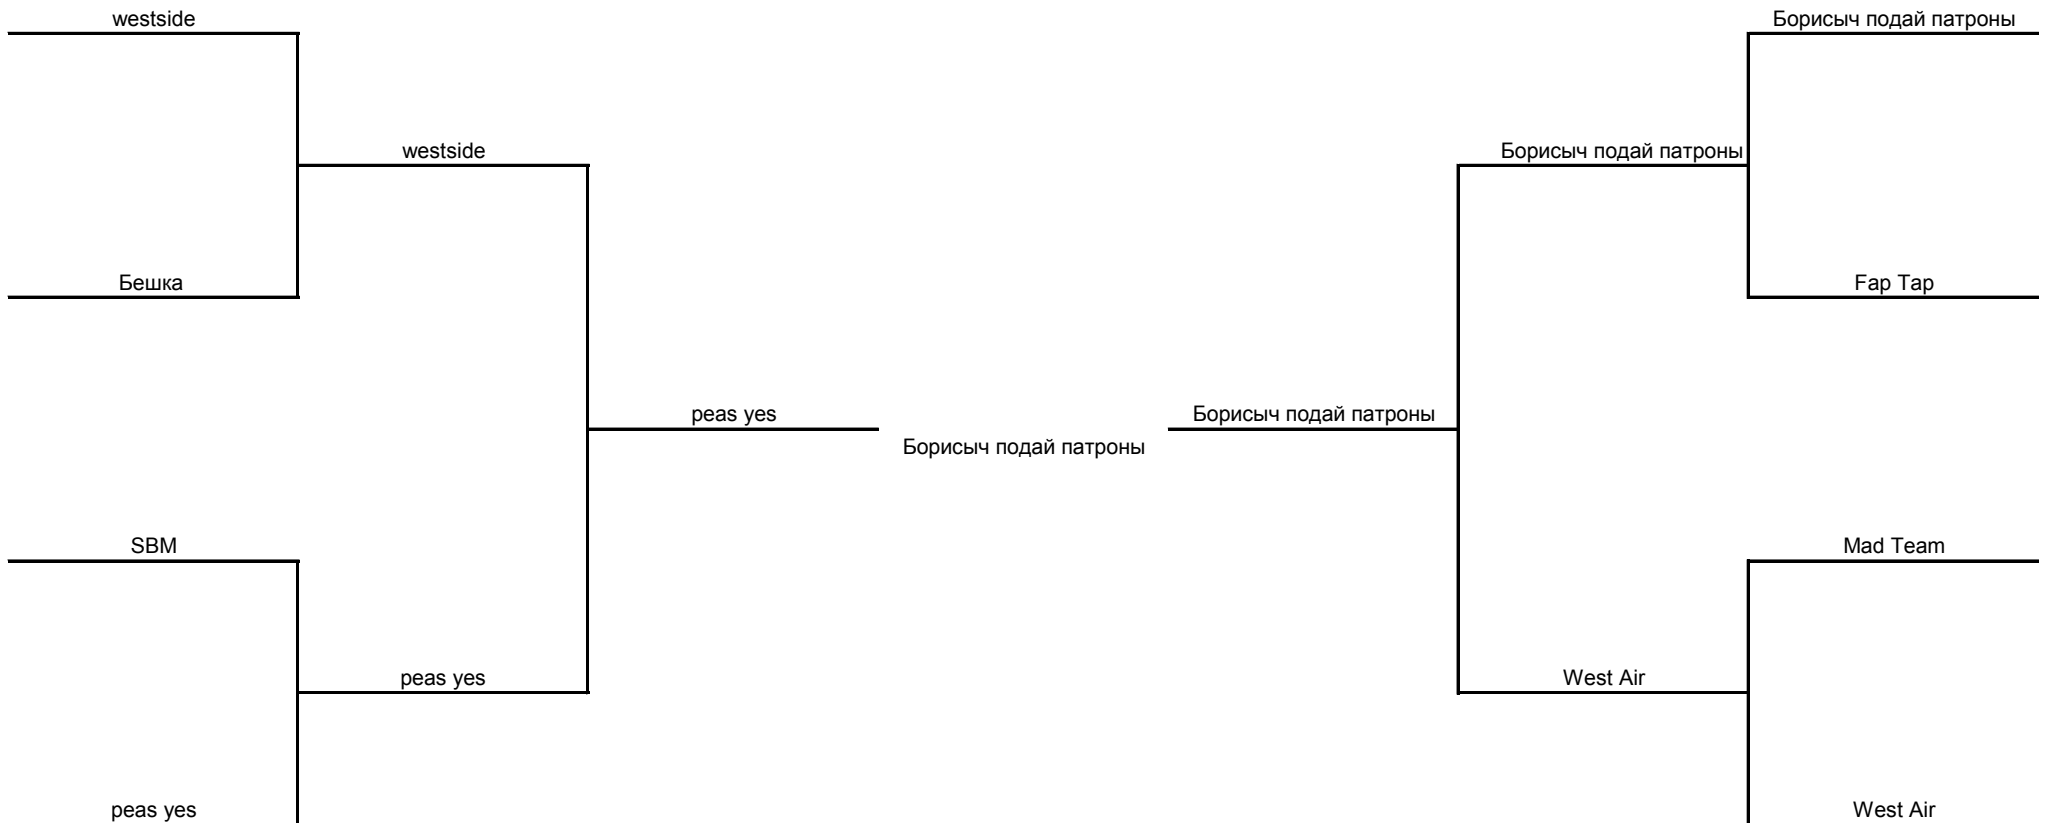 westside
Борисыч подай патроны
westside
Борисыч подай патроны
Бешка
Fap Tap
peas yes
Борисыч подай патроны
Борисыч подай патроны
SBM
Mad Team
peas yes
West Air
peas yes
West Air